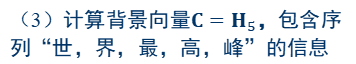 （3）计算背景向量C = H₅，包含序
列“世，界，最，高，峰”的信息